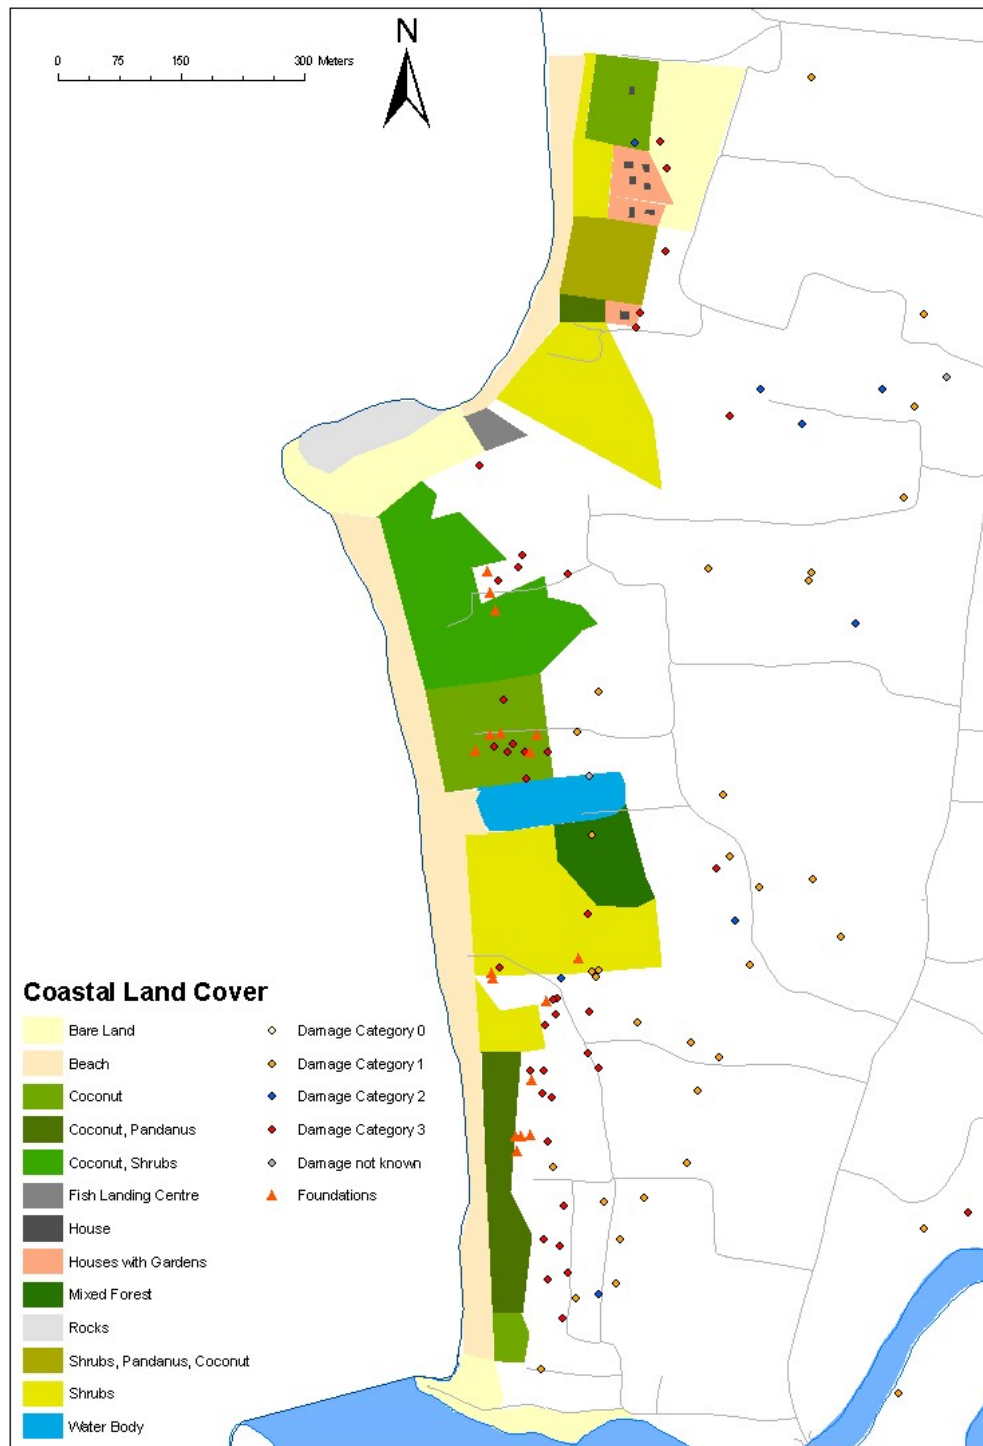 N
0 75 150 300 Meters
Coastal Land Cover
Bare Land
Beach
Coconut
Coconut, Pandanus
Coconut, Shrubs
Fish Landing Centre
House
Houses with Gardens
Mixed Forest
Rocks
Shrubs, Pandanus, Coconut
Shrubs
Water Body
Damage Category 0
Damage Category 1
Damage Category 2
Damage Category 3
Damage not known
Foundations